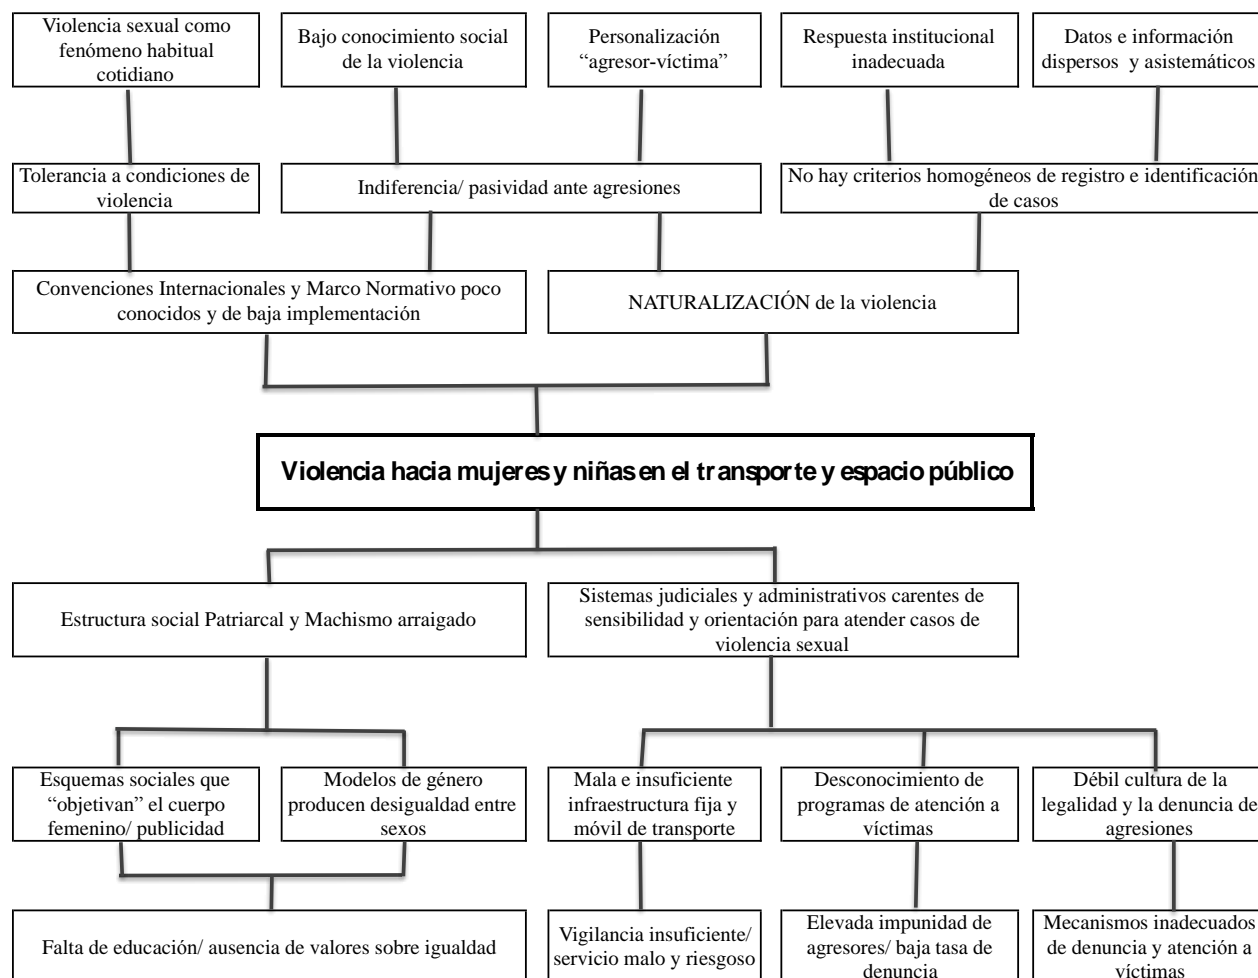 Violencia sexual como
fenómeno habitual
cotidiano
Bajo conocimiento social
de la violencia
Personalización
“agresor-víctima”
Respuesta institucional
inadecuada
Datos e información
dispersos y asistemáticos
Tolerancia a condiciones de
violencia
Indiferencia/ pasividad ante agresiones
No hay criterios homogéneos de registro e identificación
de casos
Convenciones Internacionales y Marco Normativo poco
conocidos y de baja implementación
NATURALIZACIÓN de la violencia
Violencia hacia mujeres y niñas en el transporte y espacio público
Estructura social Patriarcal y Machismo arraigado
Sistemas judiciales y administrativos carentes de
sensibilidad y orientación para atender casos de
violencia sexual
Esquemas sociales que
“objetivan” el cuerpo
femenino/ publicidad
Modelos de género
producen desigualdad entre
sexos
Mala e insuficiente
infraestructura fija y
móvil de transporte
Desconocimiento de
programas de atención a
víctimas
Débil cultura de la
legalidad y la denuncia de
agresiones
Falta de educación/ ausencia de valores sobre igualdad
Vigilancia insuficiente/
servicio malo y riesgoso
Elevada impunidad de
agresores/ baja tasa de
denuncia
Mecanismos inadecuados
de denuncia y atención a
víctimas